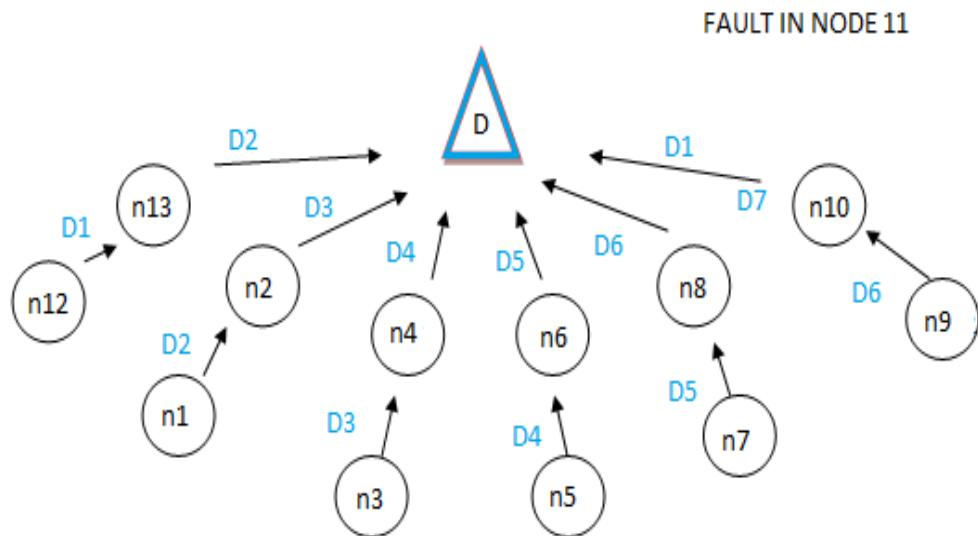 FAULT IN NODE 11
D
D2
D1
n13
D3
D7
n10
D1
D4
D5
D6
n12
n2
n8
D6
n9
n4
n6
D2
n1
D3
D4
D5
n7
n3
n5